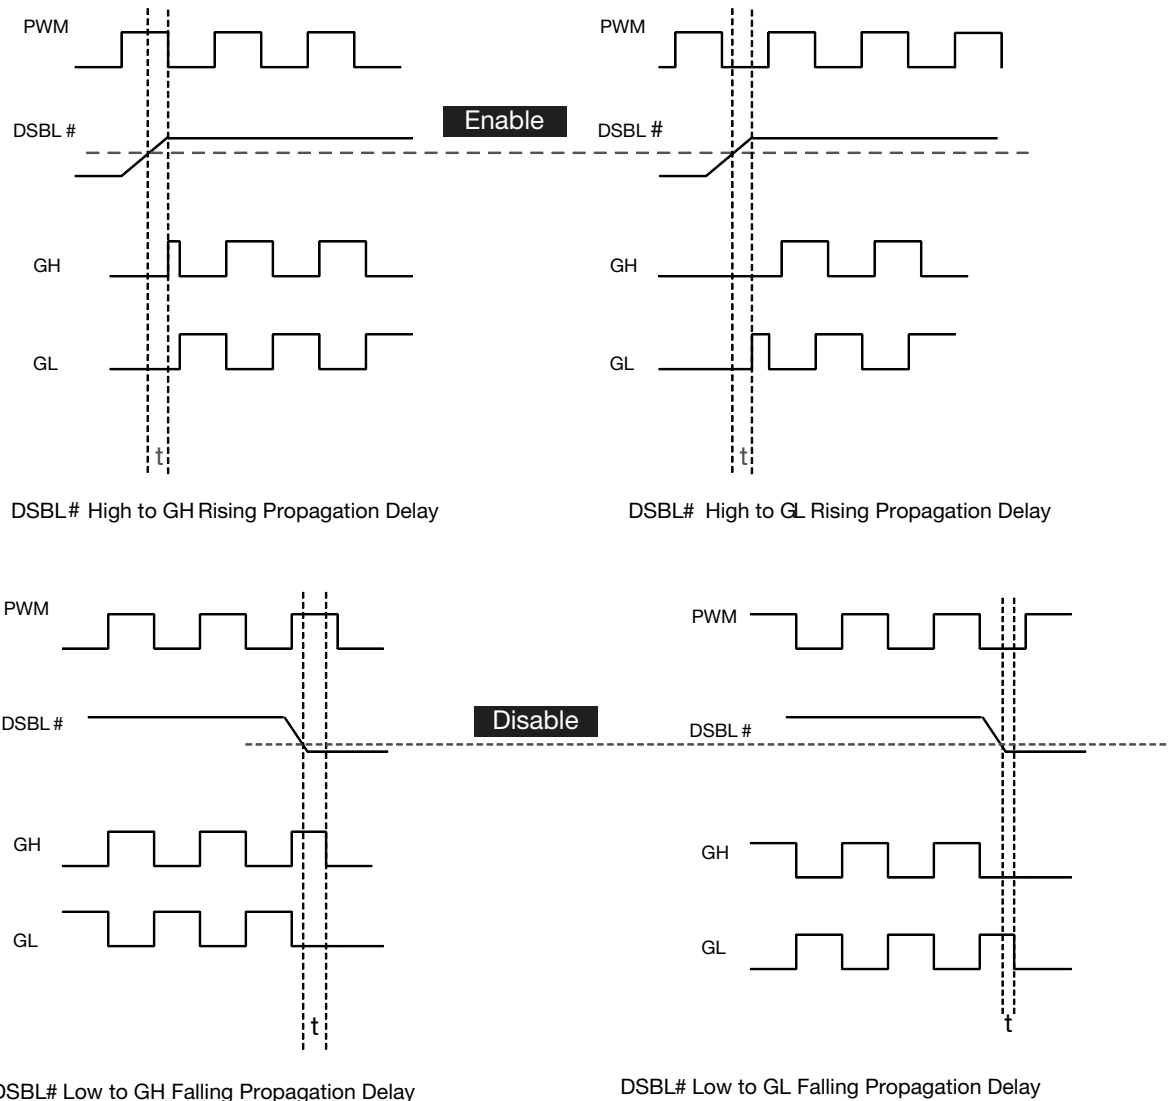 PWM
PWM
DSBL #
Enable
DSBL #
GH
GH
GL
GL
t
t
DSBL# High to GH Rising Propagation Delay
DSBL# High to GL Rising Propagation Delay
PWM
PWM
DSBL #
Disable
DSBL #
GH
GH
GL
GL
t
t
DSBL# Low to GH Falling Propagation Delay
DSBL# Low to GL Falling Propagation Delay